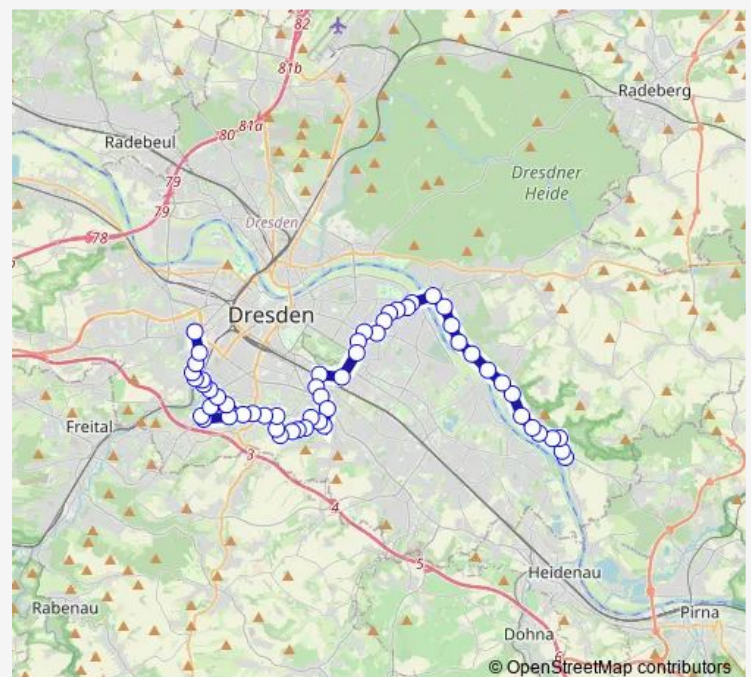 82
81b
Radeberg
81a
80
Radebeul
79
Dresdner
Heide
79
Dresden
78
Dresden
Freital
3
4
5
Heidenau
Rabenau
Pirna
Dohna
6
© OpenStreetMap contributors